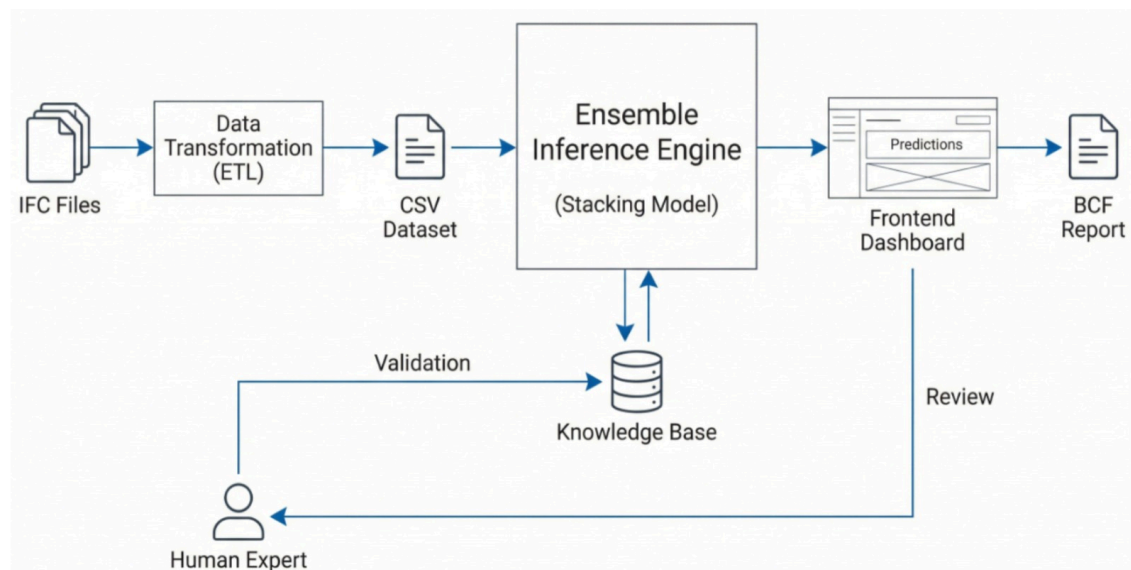 IFC Files
Data
Transformation
(ETL)
CSV
Dataset
Ensemble
Inference Engine
(Stacking Model)
Predictions
Frontend
Dashboard
BCF
Report
Validation
Knowledge Base
Review
Human Expert